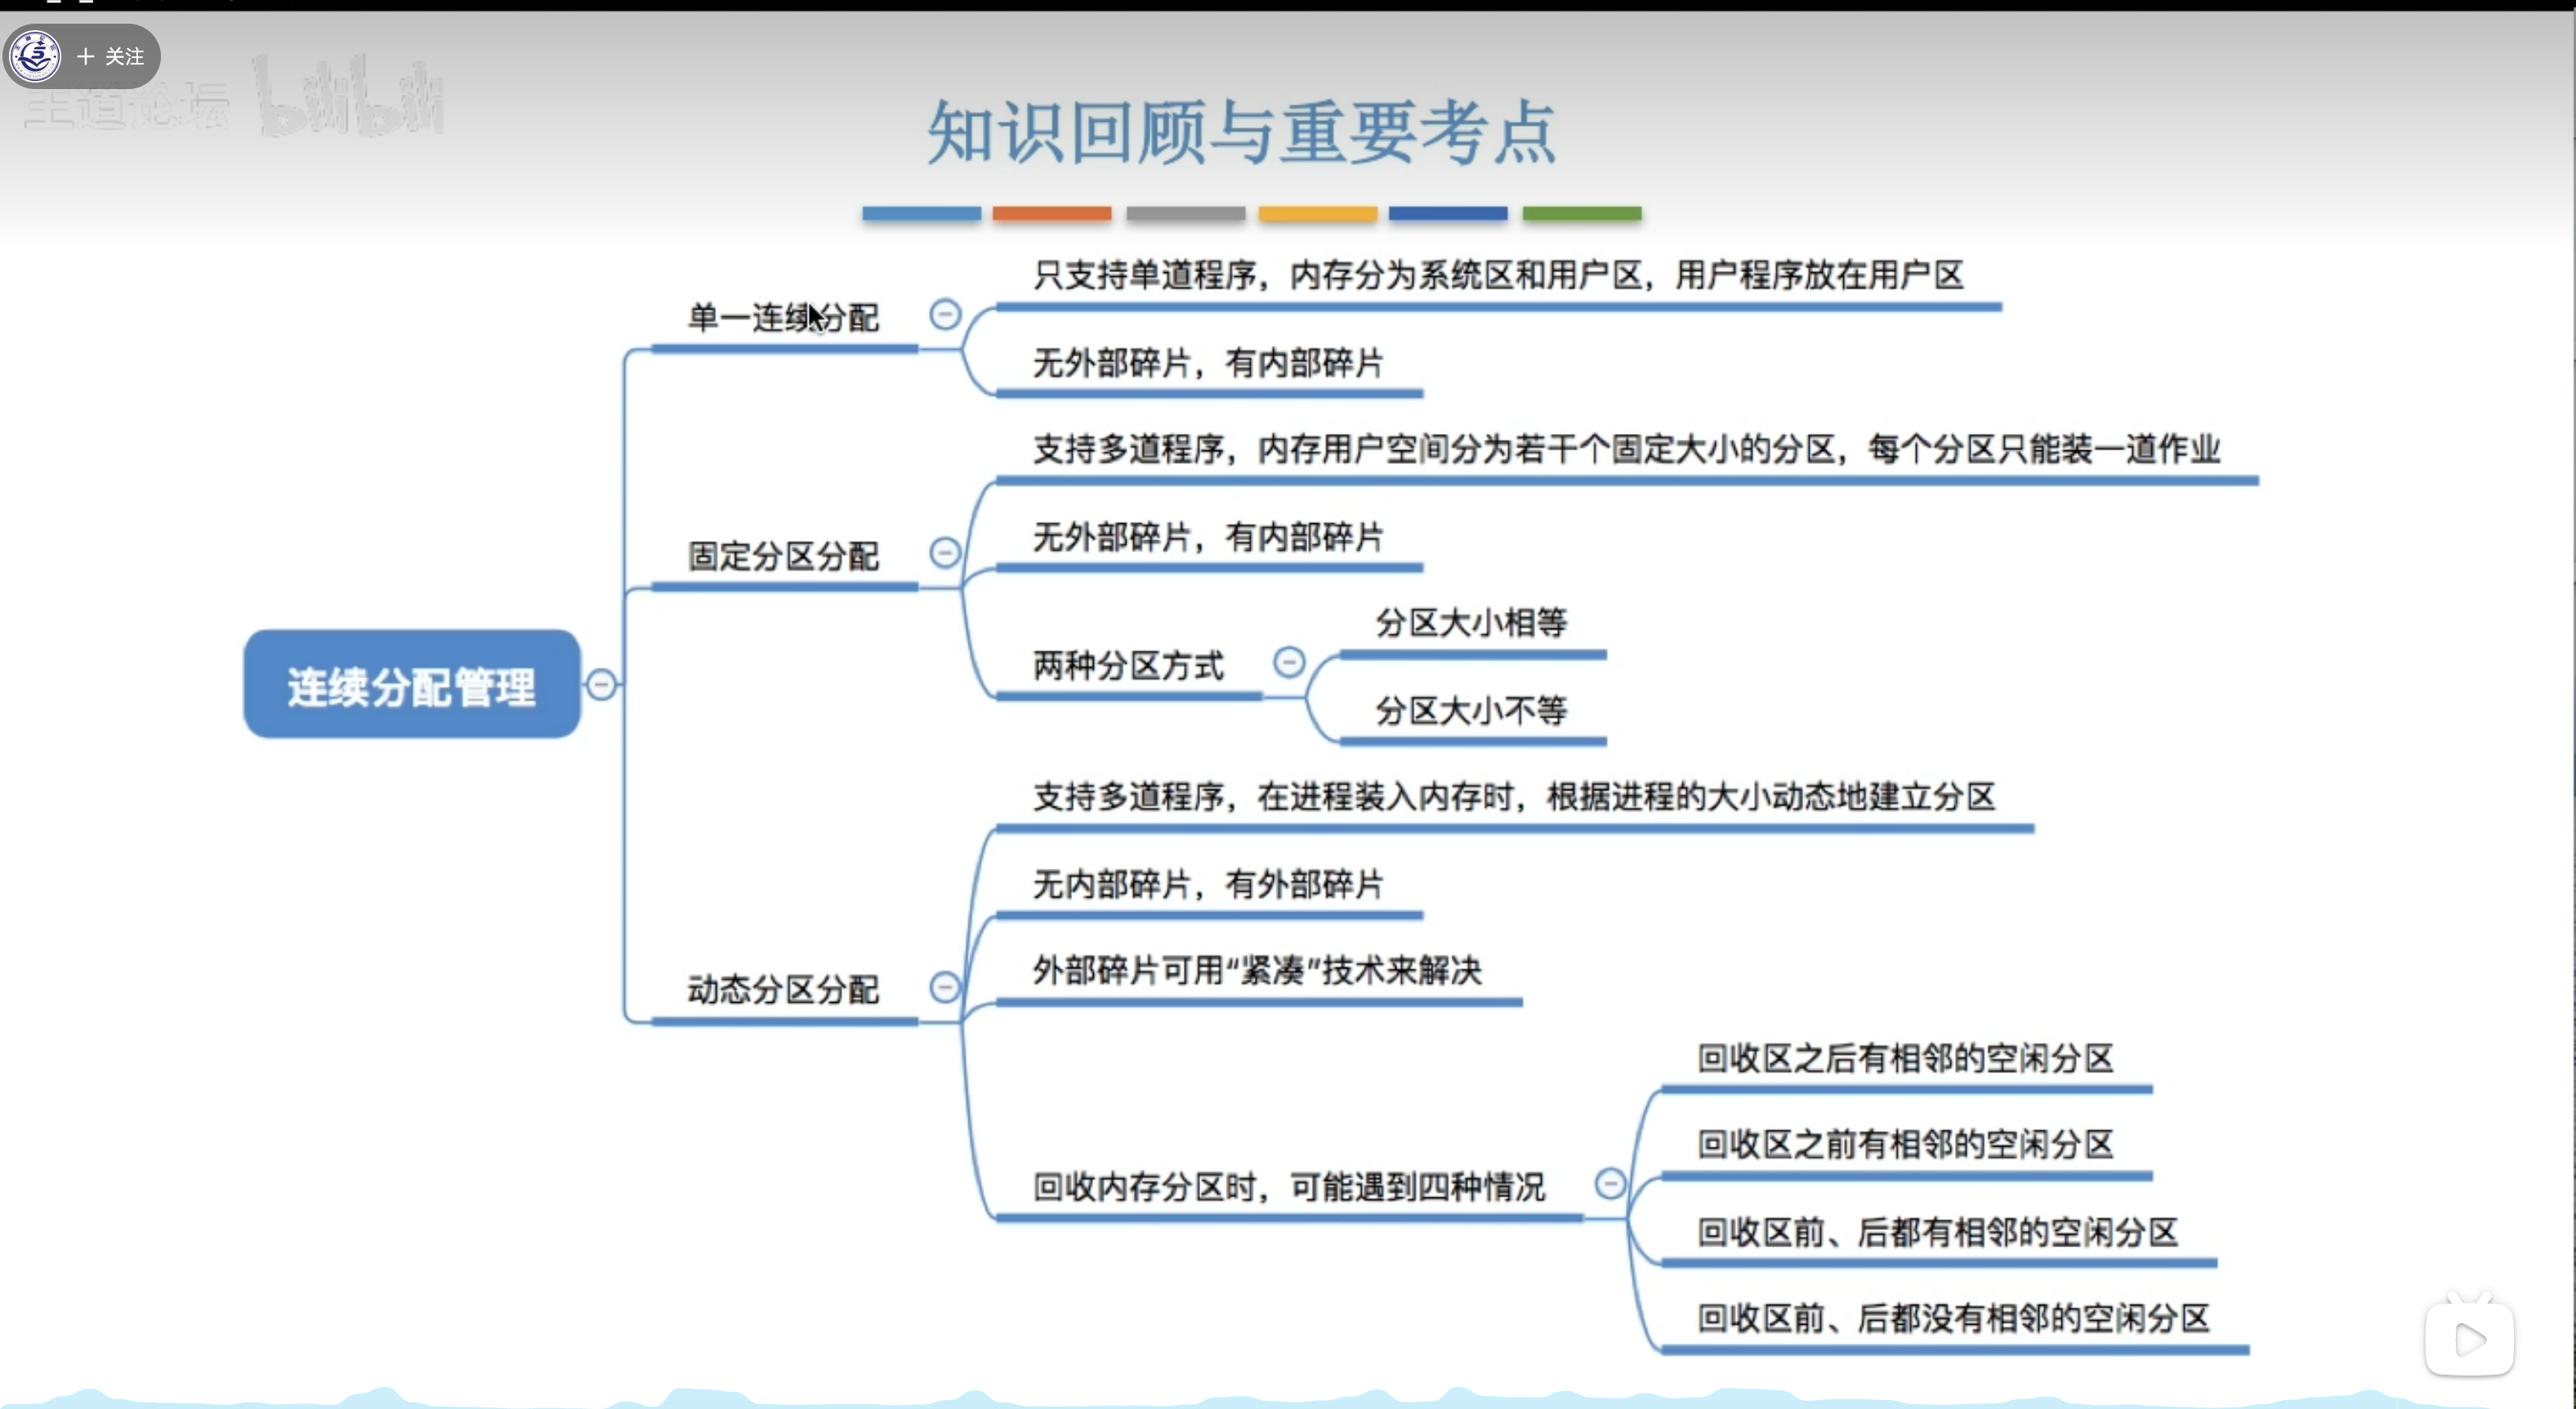 关注
王道论坛 bilibili
知识回顾与重要考点
只支持单道程序，内存分为系统区和用户区，用户程序放在用户区
单一连续分配
无外部碎片，有内部碎片
支持多道程序，内存用户空间分为若干个固定大小的分区，每个分区只能装一道作业
固定分区分配
无外部碎片，有内部碎片
两种分区方式
分区大小相等
分区大小不等
连续分配管理
支持多道程序，在进程装入内存时，根据进程的大小动态地建立分区
无内部碎片，有外部碎片
动态分区分配
外部碎片可用“紧凑”技术来解决
回收内存分区时，可能遇到四种情况
回收区之后有相邻的空闲分区
回收区之前有相邻的空闲分区
回收区前、后都有相邻的空闲分区
回收区前、后都没有相邻的空闲分区